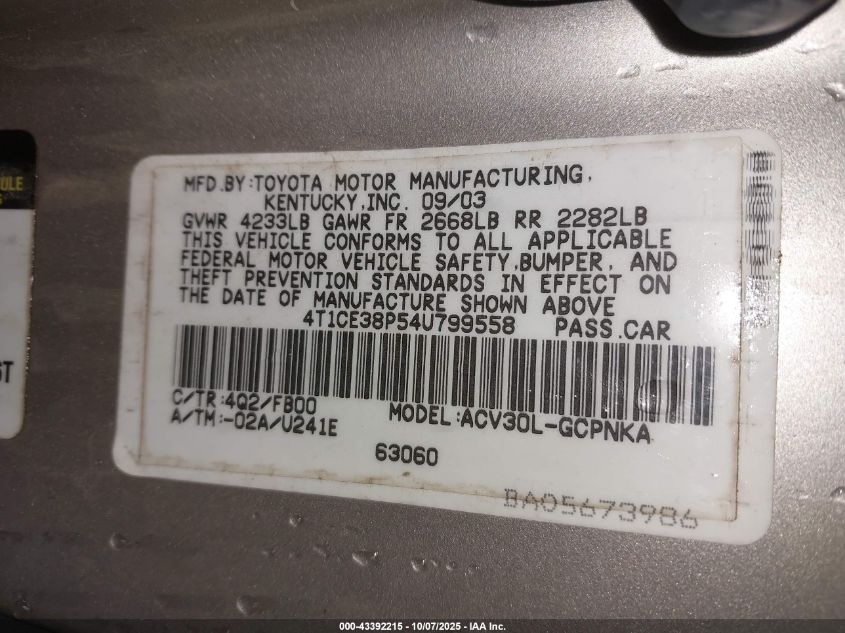 MFD.BY:TOYOTA MOTOR MANUFACTURING,
KENTUCKY,INC. 09/03
GVWR 4233LB GAWR FR 2668LB RR 2282LB
THIS VEHICLE CONFORMS TO ALL APPLICABLE
FEDERAL MOTOR VEHICLE SAFETY,BUMPER, AND
THEFT PREVENTION STANDARDS IN EFFECT ON
THE DATE OF MANUFACTURE SHOWN ABOVE
4T1CE38P54U799558 PASS.CAR
C/TR:4Q2/FB00
A/TM:-02A/U241E
MODEL:ACV30L-GCPNKA
63060
BA05673986
000-43392215 - 10/07/2025 - IAA Inc.